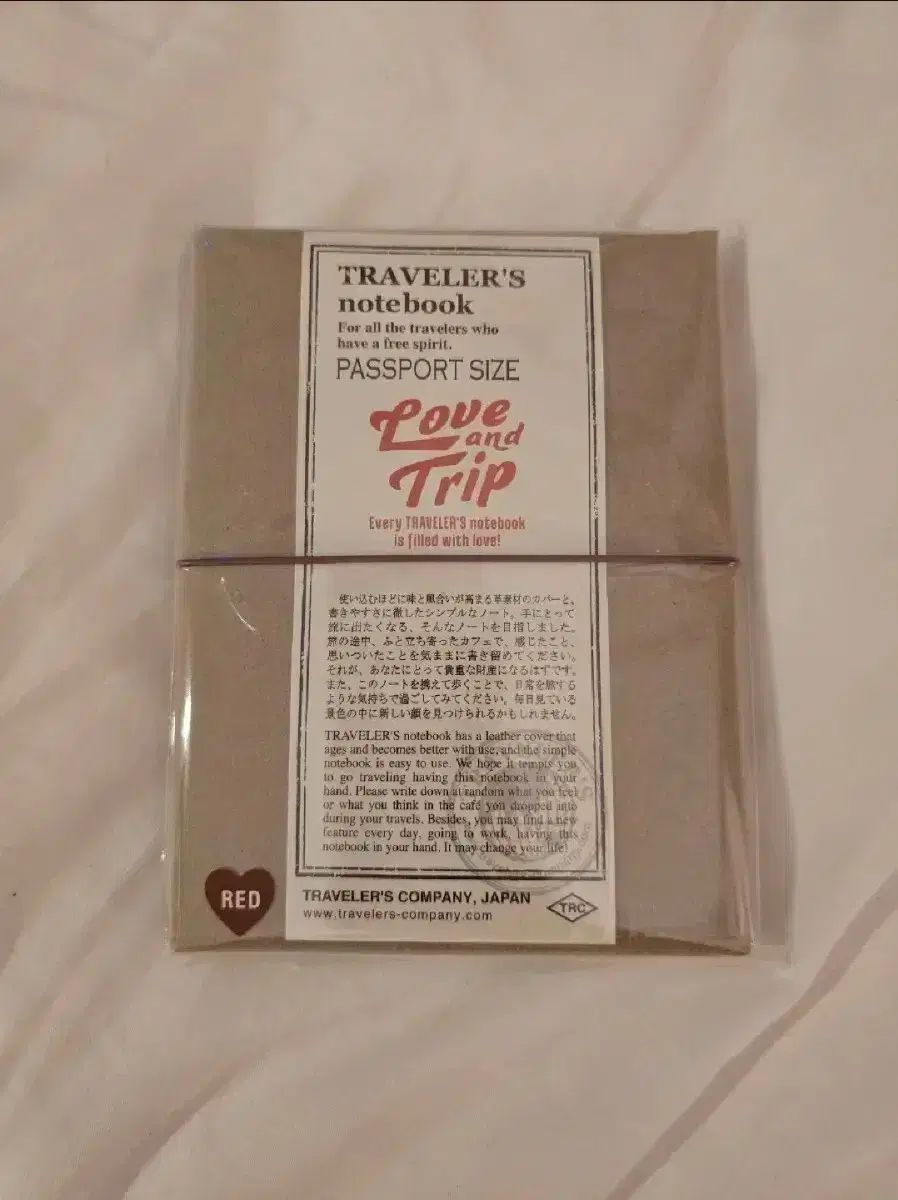 TRAVELER'S
notebook
For all the travelers who
have a free spirit.
PASSPORT SIZE
Love
and
Trip
Every TRAVELER'S notebook
is filled with love!
使い込むほどに味と風合いが高まる革素材のカバーと、
書きやすさに徹したシンプルなノート。手にとって
旅に出たくなる、そんなノートを目指しました。
旅の途中、ふと立ち寄ったカフェで、感じたこと、
思いついたことを気ままに書き留めてください。
それが、あなたにとって貴重な財産になるはずです。
また、このノートを携えて歩くことで、日常を旅する
ような気持ちで過ごしてみてください。毎日見ている
景色の中に新しい顔を見つけられるかもしれません。
TRAVELER'S notebook has a leather cover that
ages and becomes better with use, and the simple
notebook is easy to use. We hope it tempts you
to go traveling having this notebook in your
hand. Please write down at random what you feel
or what you think in the café you dropped into
during your travels. Besides, you may find a new
feature every day, going to work, having this
notebook in your hand. It may change your life!
RED
TRAVELER'S COMPANY, JAPAN
www.travelers-company.com
TRC